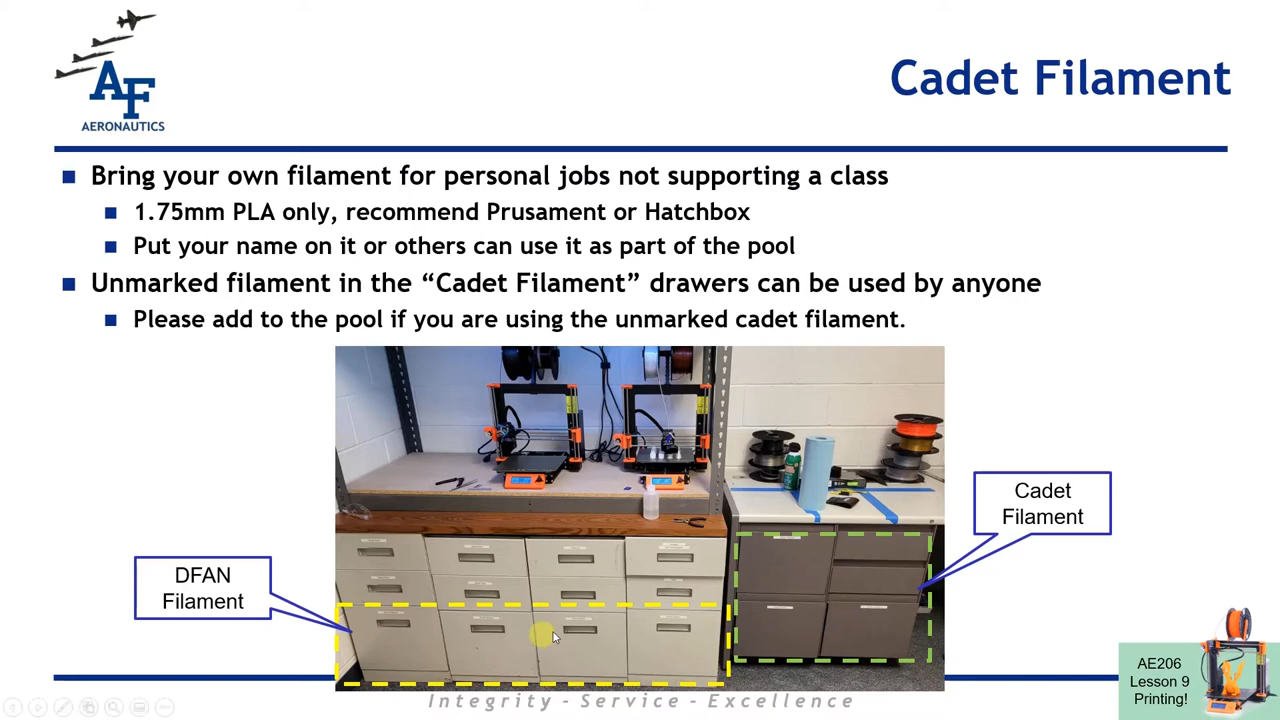 AF
AERONAUTICS
Cadet Filament
Bring your own filament for personal jobs not supporting a class
1.75mm PLA only, recommend Prusament or Hatchbox
Put your name on it or others can use it as part of the pool
Unmarked filament in the “Cadet Filament” drawers can be used by anyone
Please add to the pool if you are using the unmarked cadet filament.
Cadet
Filament
DFAN
Filament
AE206
Lesson 9
Printing!
Integrity - Service - Excellence